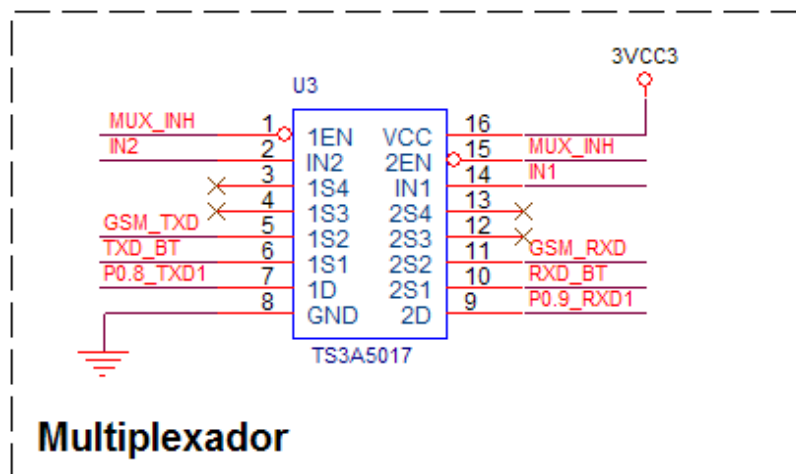 3VCC3
U3
MUX_INH 1 1EN VCC 16
IN2 2 IN2 2EN 15 MUX_INH
3 1S4 IN1 14 IN1
4 1S3 2S4 13
GSM_TXD 5 1S2 2S3 12
TXD_BT 6 1S1 2S2 11 GSM_RXD
P0.8_TXD1 7 1D 2S1 10 RXD_BT
8 GND 2D 9 P0.9_RXD1
TS3A5017
Multiplexador